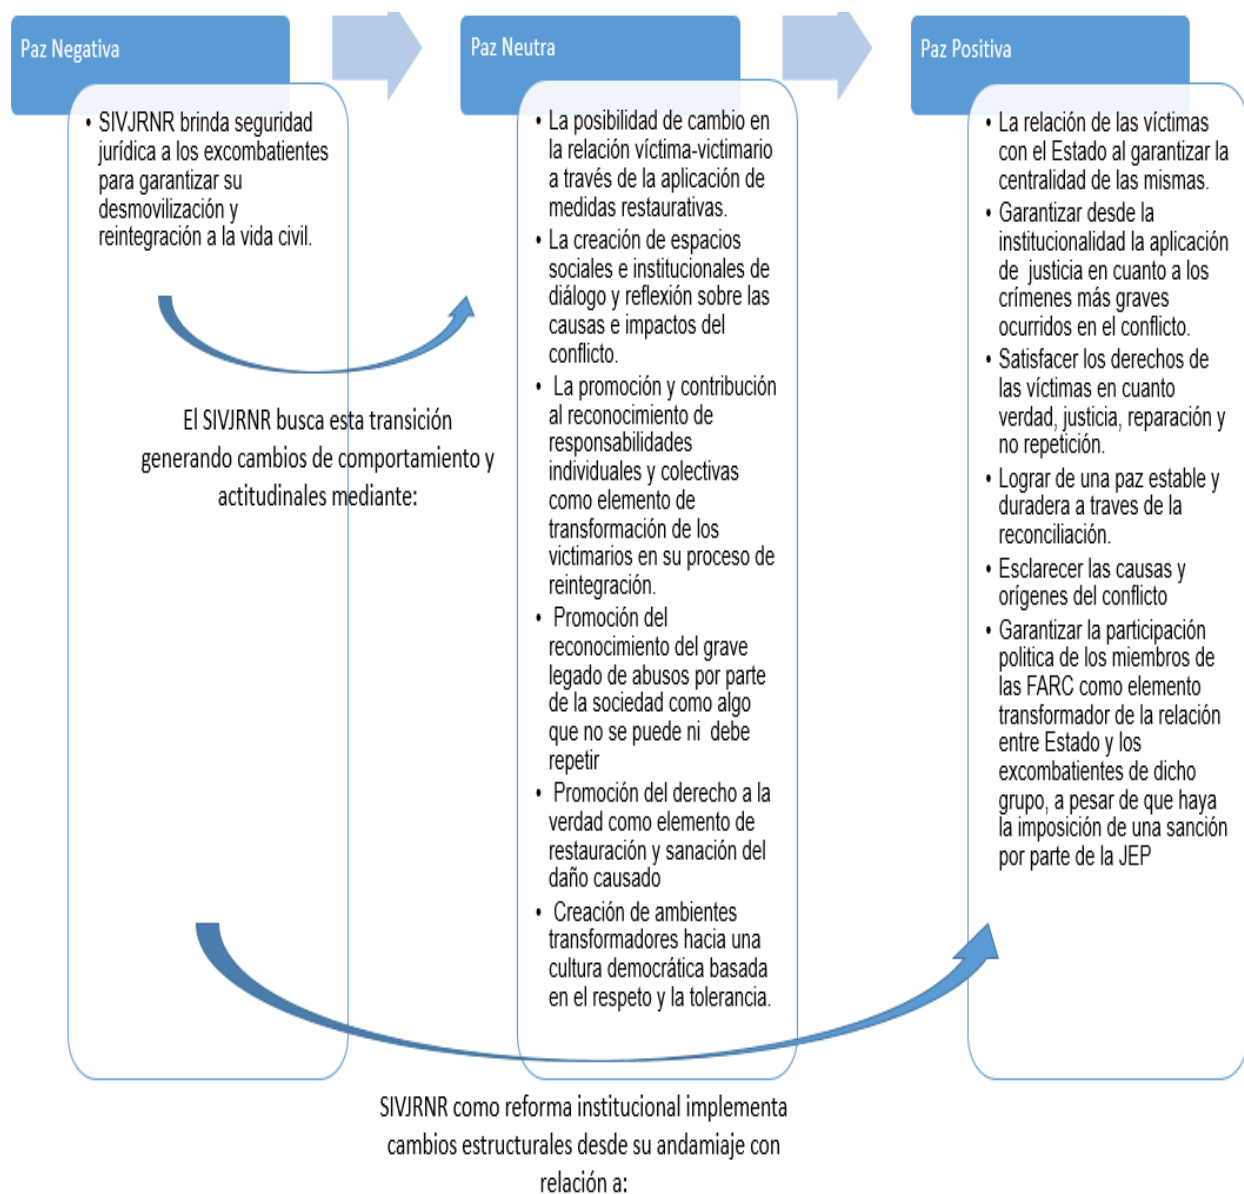 Paz Negativa
• SIVJRNR brinda seguridad
jurídica a los excombatientes
para garantizar su
desmovilización y
reintegración a la vida civil.
El SIVJRNR busca esta transición
generando cambios de comportamiento y
actitudinales mediante:
Paz Neutra
• La posibilidad de cambio en
la relación víctima-victimario
a través de la aplicación de
medidas restaurativas.
• La creación de espacios
sociales e institucionales de
diálogo y reflexión sobre las
causas e impactos del
conflicto.
• La promoción y contribución
al reconocimiento de
responsabilidades
individuales y colectivas
como elemento de
transformación de los
victimarios en su proceso de
reintegración.
• Promoción del
reconocimiento del grave
legado de abusos por parte
de la sociedad como algo
que no se puede ni debe
repetir
• Promoción del derecho a la
verdad como elemento de
restauración y sanación del
daño causado
• Creación de ambientes
transformadores hacia una
cultura democrática basada
en el respeto y la tolerancia.
Paz Positiva
• La relación de las víctimas
con el Estado al garantizar la
centralidad de las mismas.
• Garantizar desde la
institucionalidad la aplicación
de justicia en cuanto a los
crímenes más graves
ocurridos en el conflicto.
• Satisfacer los derechos de
las víctimas en cuanto
verdad, justicia, reparación y
no repetición.
• Lograr de una paz estable y
duradera a traves de la
reconciliación.
• Esclarecer las causas y
orígenes del conflicto
• Garantizar la participación
politica de los miembros de
las FARC como elemento
transformador de la relación
entre Estado y los
excombatientes de dicho
grupo, a pesar de que haya
la imposición de una sanción
por parte de la JEP
SIVJRNR como reforma institucional implementa
cambios estructurales desde su andamiaje con
relación a: